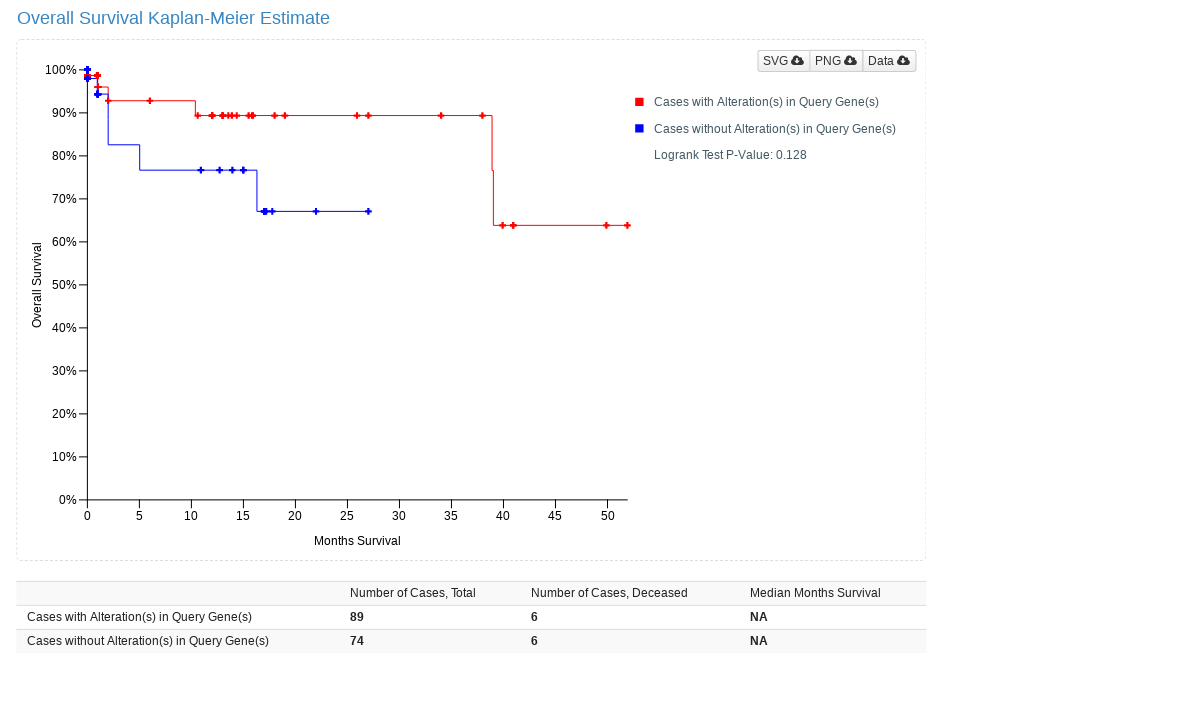 Overall Survival Kaplan-Meier Estimate
SVG PNG Data
100%
90%
80%
70%
60%
50%
40%
30%
20%
10%
0%
Overall Survival
0 5 10 15 20 25 30 35 40 45 50
Months Survival
Cases with Alteration(s) in Query Gene(s)
Cases without Alteration(s) in Query Gene(s)
Logrank Test P-Value: 0.128
Number of Cases, Total Number of Cases, Deceased Median Months Survival
Cases with Alteration(s) in Query Gene(s) 89 6 NA
Cases without Alteration(s) in Query Gene(s) 74 6 NA